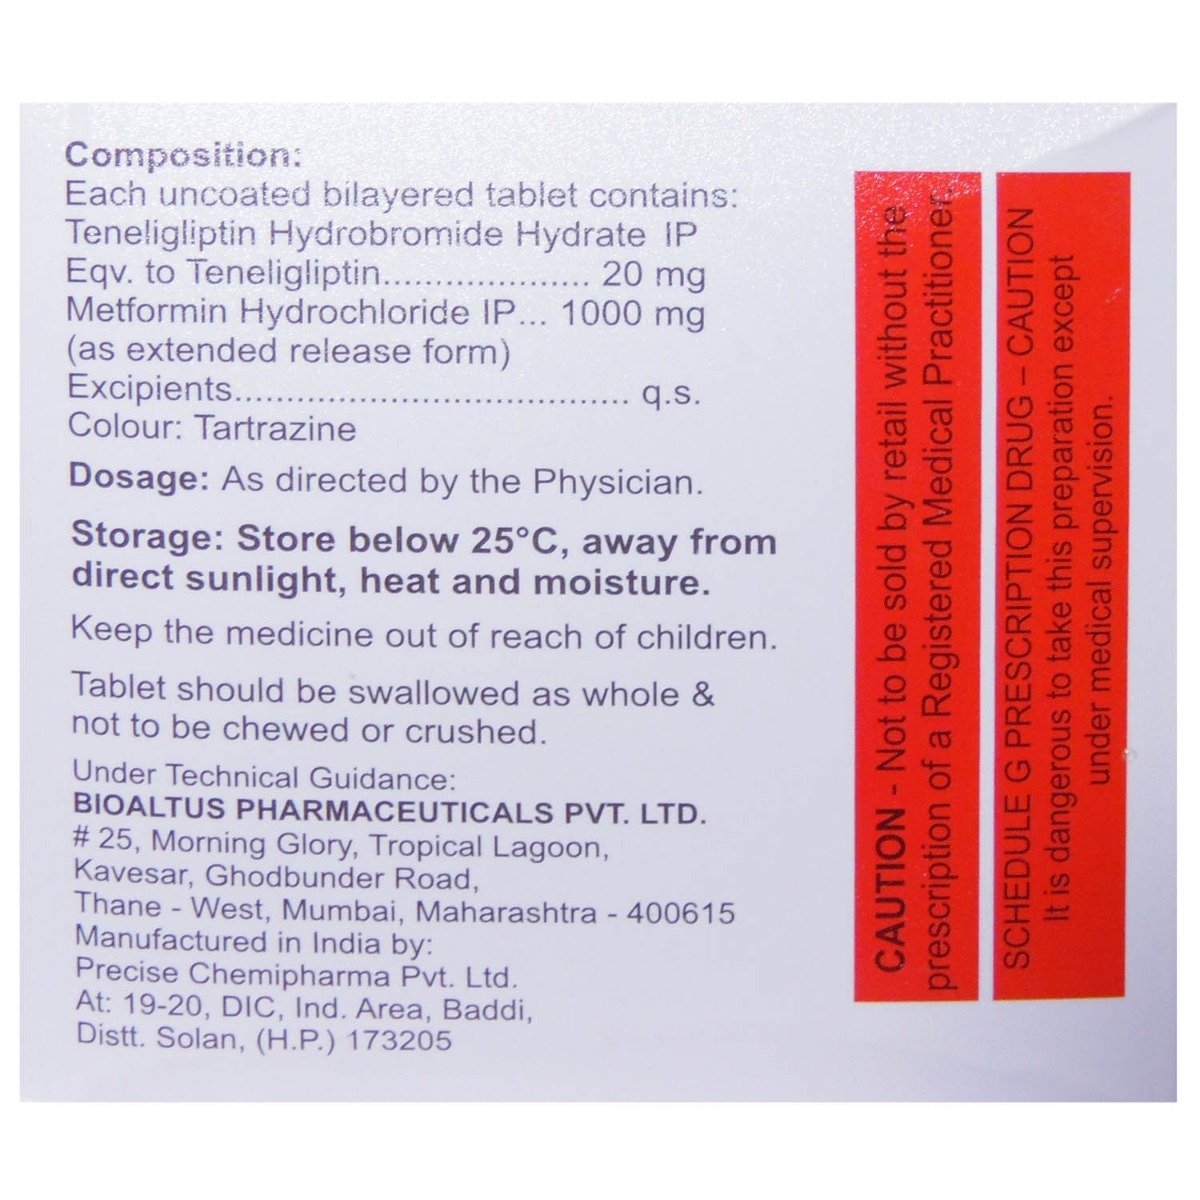 Composition:
Each uncoated bilayered tablet contains:
Teneligliptin Hydrobromide Hydrate IP
Eqv. to Teneligliptin.................... 20 mg
Metformin Hydrochloride IP... 1000 mg
(as extended release form)
Excipients...................................... q.s.
Colour: Tartrazine
Dosage: As directed by the Physician.
Storage: Store below 25°C, away from
direct sunlight, heat and moisture.
Keep the medicine out of reach of children.
Tablet should be swallowed as whole &
not to be chewed or crushed.
Under Technical Guidance:
BIOALTUS PHARMACEUTICALS PVT. LTD.
# 25, Morning Glory, Tropical Lagoon,
Kavesar, Ghodbunder Road,
Thane - West, Mumbai, Maharashtra - 400615
Manufactured in India by:
Precise Chemipharma Pvt. Ltd.
At: 19-20, DIC, Ind. Area, Baddi,
Distt. Solan, (H.P.) 173205
CAUTION - Not to be sold by retail without the
prescription of a Registered Medical Practitioner.
SCHEDULE G PRESCRIPTION DRUG – CAUTION
It is dangerous to take this preparation except
under medical supervision.